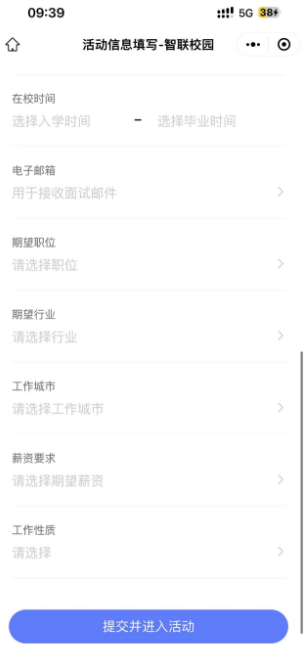 09:39
5G 38
活动信息填写-智联校园
在校时间
选择入学时间 - 选择毕业时间
电子邮箱
用于接收面试邮件
期望职位
请选择职位
期望行业
请选择行业
工作城市
请选择工作城市
薪资要求
请选择期望薪资
工作性质
请选择
提交并进入活动